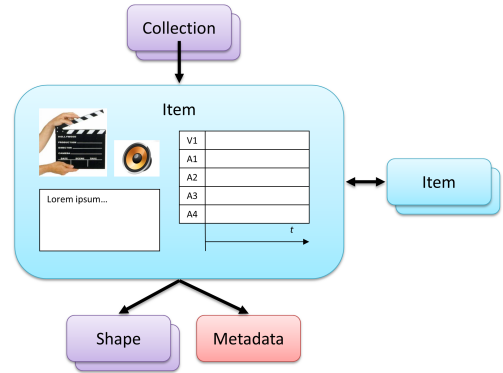 Collection
Item
V1
A1
A2
A3
A4
t
Lorem ipsum...
Item
Shape
Metadata